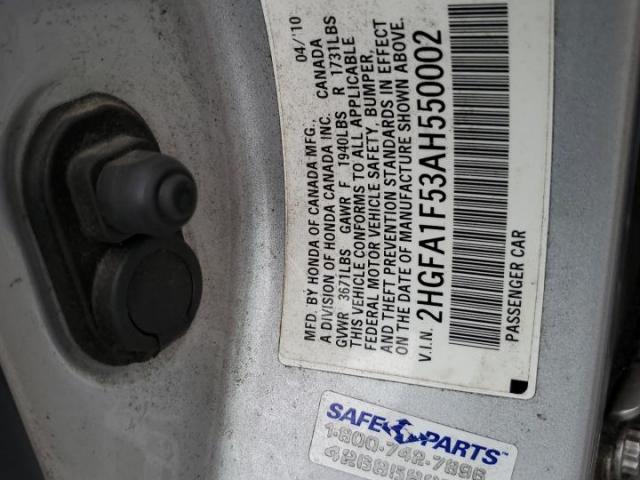 MFD. BY HONDA OF CANADA MFG., 04/'10
A DIVISION OF HONDA CANADA INC. CANADA
GVWR 3671LBS GAWR F 1940LBS R 1731LBS
THIS VEHICLE CONFORMS TO ALL APPLICABLE
FEDERAL MOTOR VEHICLE SAFETY, BUMPER,
AND THEFT PREVENTION STANDARDS IN EFFECT
ON THE DATE OF MANUFACTURE SHOWN ABOVE.
V.I.N. 2HGFA1F53AH550002
PASSENGER CAR
SAFE PARTS
1-800-742-7896